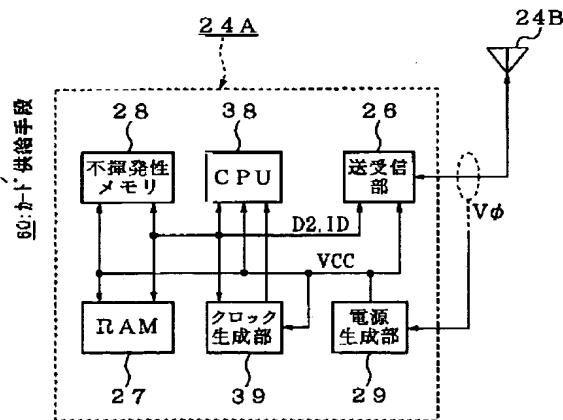 24A
24B
28
38
26
不揮発性
メモリ
CPU
送受信
部
Vφ
D2, ID
VCC
RAM
クロック
生成部
電源
生成部
27
39
29
60:カード供給手段